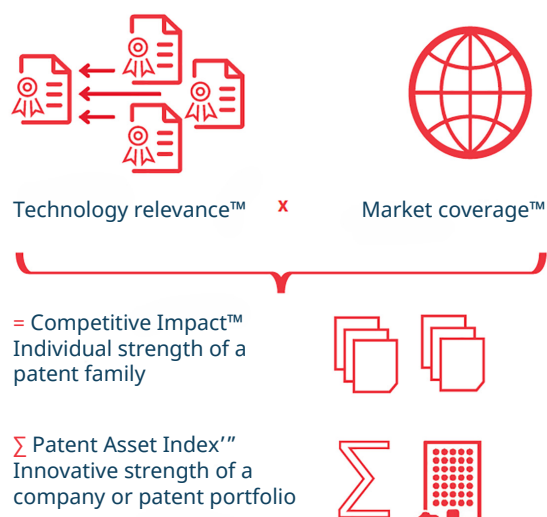 Technology relevance™ x Market coverage™
= Competitive Impact™
Individual strength of a
patent family
∑ Patent Asset Index’”
Innovative strength of a
company or patent portfolio